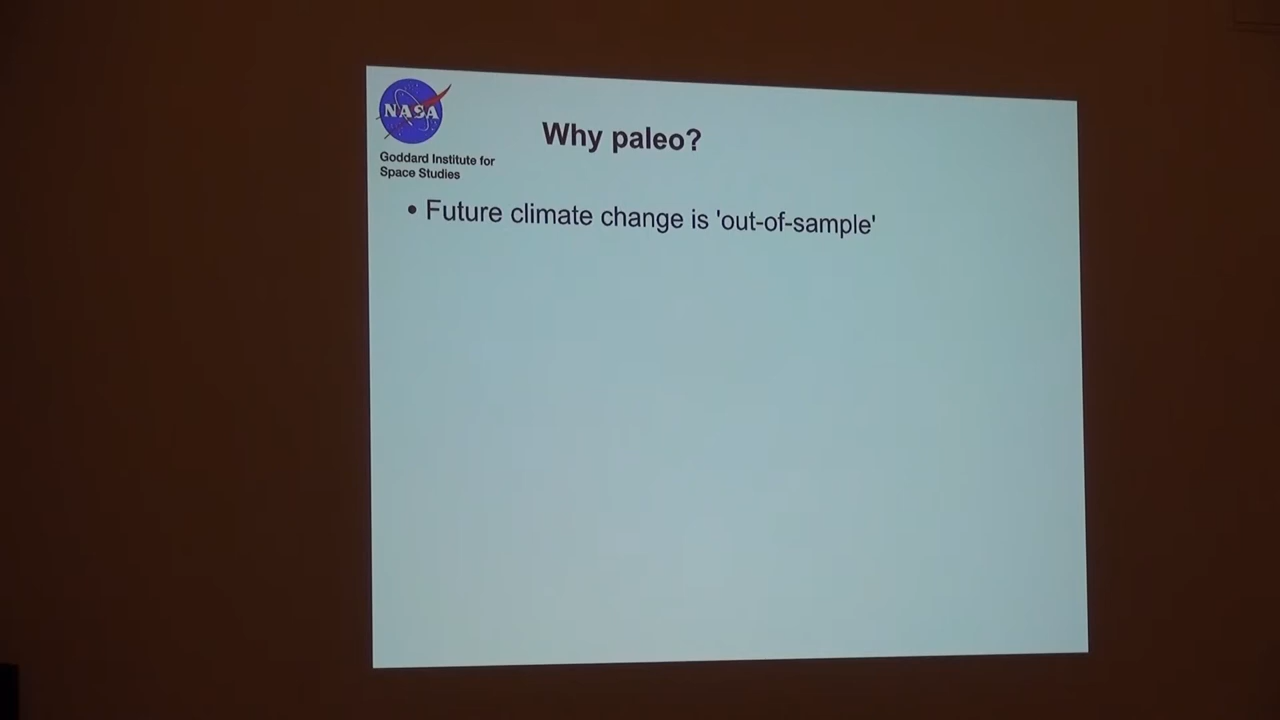 NASA
Goddard Institute for
Space Studies
Why paleo?
• Future climate change is 'out-of-sample'